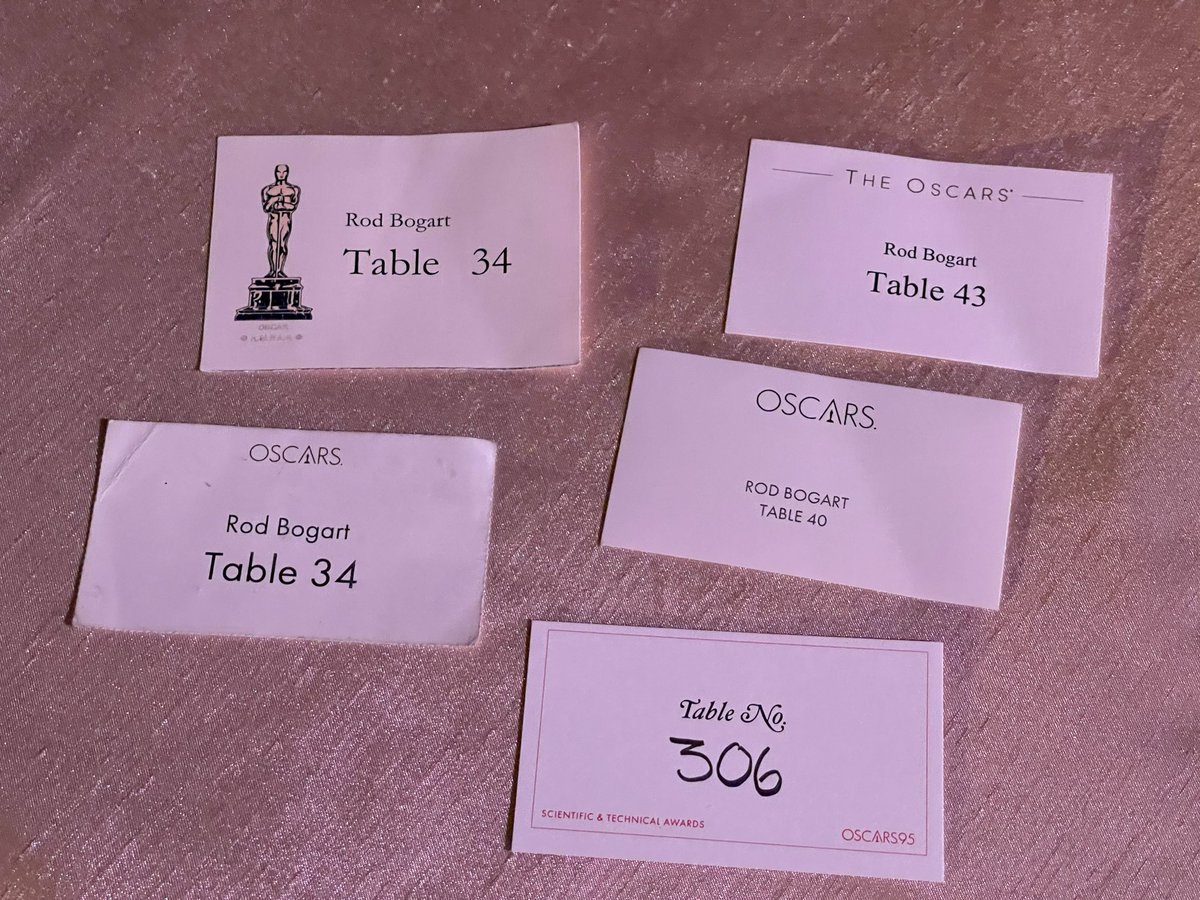 Rod Bogart
Table 34
OSCAR
THE OSCARS
Rod Bogart
Table 43
OSCARS.
Rod Bogart
Table 34
OSCARS.
ROD BOGART
TABLE 40
Table No.
306
SCIENTIFIC & TECHNICAL AWARDS
OSCARS95